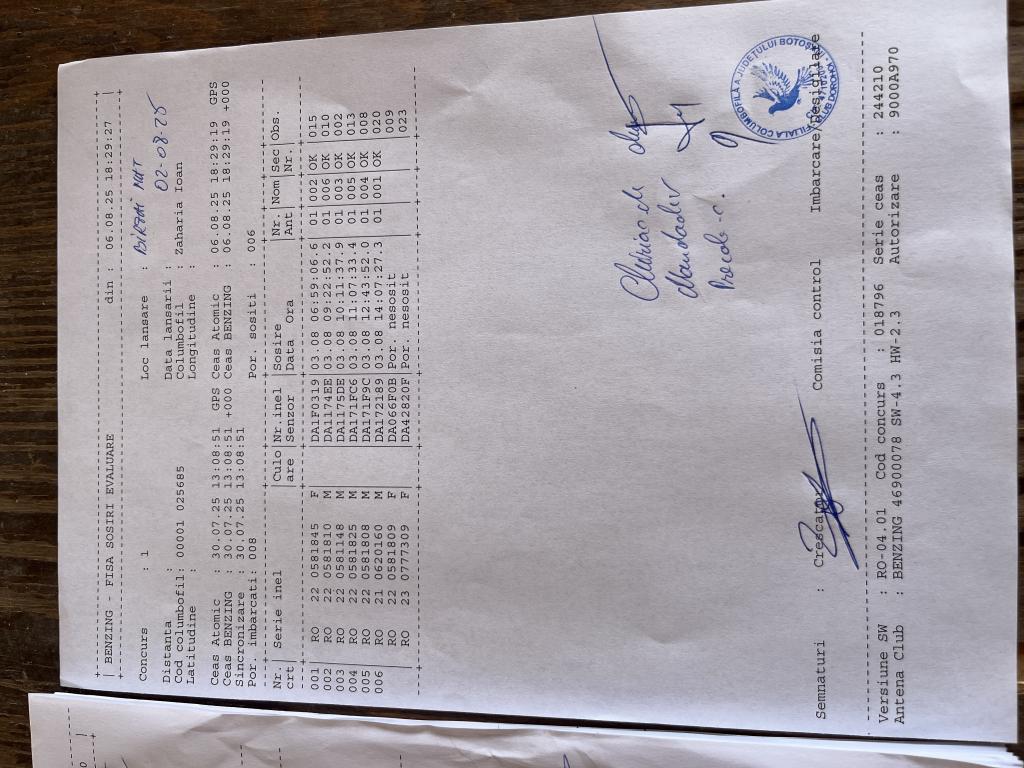 BENZING - FISA SOSIRI EVALUARE din : 06.08.25 18:29:27
Concurs : 1 Loc lansare :
Distanta : Data lansarii : 02-08-25
Cod columbofil: 00001 025685 Columbofil : Zaharia Ioan
Latitudine : Longitudine :
Ceas Atomic : 30.07.25 13:08:51 GPS Ceas Atomic : 06.08.25 18:29:19 GPS
Ceas BENZING : 30.07.25 13:08:51 +000 Ceas BENZING : 06.08.25 18:29:19 +000
Sincronizare : 30.07.25 13:08:51
Por. imbarcati: 008 Por. sositi : 006
Nr. | Serie inel |Culo|Nr.inel |Sosire |Nr. |Nom|Sec|Obs.
crt | |are |Senzor |Data Ora |Ant | |Nr.|
001 | RO 22 0581845 F | |DA1F0319|03.08 06:59:06.6| 01|002|OK |015
002 | RO 22 0581810 M | |DA1174EE|03.08 09:22:52.2| 01|006|OK |010
003 | RO 22 0581148 M | |DA1175DE|03.08 10:11:37.9| 01|003|OK |002
004 | RO 22 0581825 M | |DA171FC6|03.08 11:07:33.4| 01|005|OK |013
005 | RO 22 0581808 M | |DA171F9C|03.08 12:43:52.0| 01|004|OK |008
006 | RO 21 0620160 M | |DA172189|03.08 14:07:27.3| 01|001|OK |020
| RO 22 0581809 F | |DA062F0B|Por. nesosit | | | |009
| RO 23 0777309 F | |DA42820F|Por. nesosit | | | |023
Semnaturi : Crescator Comisia control Imbarcare/Desigilare
FILIALA COLUMBOFILĂ A JUDEȚULUI BOTOȘANI
Versiune SW : RO-04.01 Cod concurs : 018796 Serie ceas : 244210
Antena Club : BENZING 46900078 SW-4.3 HW-2.3 Autorizare : 9000A970